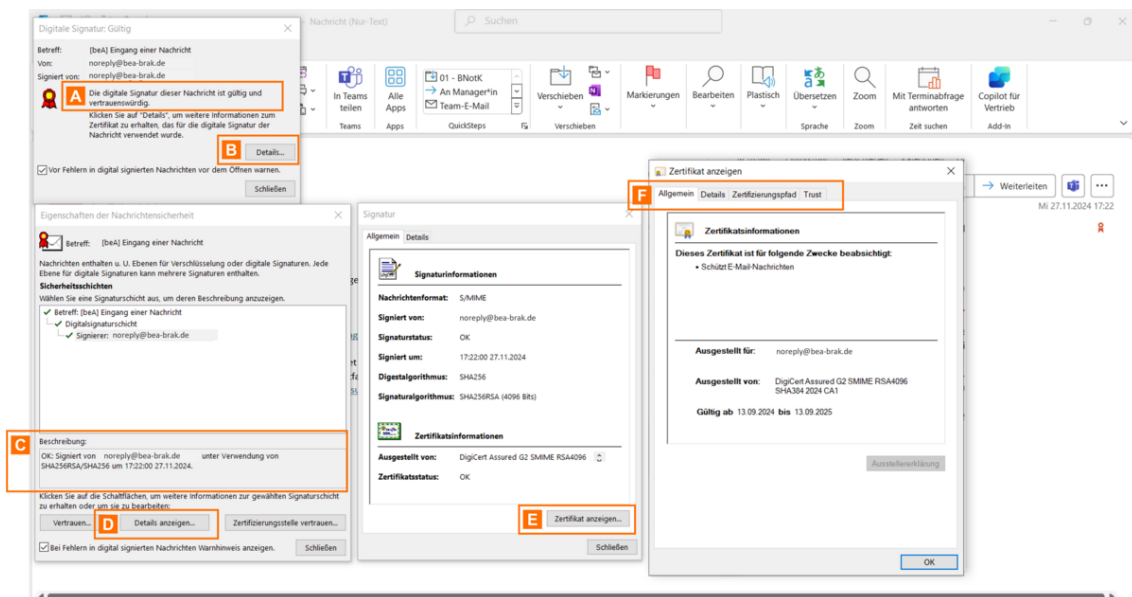 Digitale Signatur: Gültig
Betreff: [beA] Eingang einer Nachricht
Von: noreply@bea-brak.de
Signiert von: noreply@bea-brak.de
A
Die digitale Signatur dieser Nachricht ist gültig und
vertrauenswürdig.
Klicken Sie auf "Details", um weitere Informationen zum
Zertifikat zu erhalten, das für die digitale Signatur der
Nachricht verwendet wurde.
B
Details...
Vor Fehlern in digital signierten Nachrichten vor dem Öffnen warnen.
Schließen
Nachricht (Nur-Text)
Suchen
In Teams
teilen
Teams
Alle
Apps
Apps
01 - BNotK
An Manager*in
Team-E-Mail
QuickSteps
Verschieben
Verschieben
Markierungen
Bearbeiten
Plastisch
Übersetzen
Sprache
Zoom
Zoom
Mit Terminabfrage
antworten
Zeit suchen
Copilot für
Vertrieb
Add-In
Weiterleiten
Mi 27.11.2024 17:22
Eigenschaften der Nachrichtensicherheit
Betreff: [beA] Eingang einer Nachricht
Nachrichten enthalten u. U. Ebenen für Verschlüsselung oder digitale Signaturen. Jede
Ebene für digitale Signaturen kann mehrere Signaturen enthalten.
Sicherheitsschichten
Wählen Sie eine Signaturschicht aus, um deren Beschreibung anzuzeigen.
Betreff: [beA] Eingang einer Nachricht
Digitalsignaturschicht
Signierer: noreply@bea-brak.de
C
Beschreibung:
OK: Signiert von noreply@bea-brak.de unter Verwendung von
SHA256RSA/SHA256 um 17:22:00 27.11.2024.
Klicken Sie auf die Schaltflächen, um weitere Informationen zur gewählten Signaturschicht
zu erhalten oder um sie zu bearbeiten:
Vertrauen...
D
Details anzeigen...
Zertifizierungsstelle vertrauen...
Bei Fehlern in digital signierten Nachrichten Warnhinweis anzeigen.
Schließen
Signatur
Allgemein Details
Signaturinformationen
Nachrichtenformat: S/MIME
Signiert von: noreply@bea-brak.de
Signaturstatus: OK
Signiert um: 17:22:00 27.11.2024
Digestalgorithmus: SHA256
Signaturalgorithmus: SHA256RSA (4096 Bits)
Zertifikatsinformationen
Ausgestellt von: DigiCert Assured G2 SMIME RSA4096
Zertifikatsstatus: OK
E
Zertifikat anzeigen...
Schließen
Zertifikat anzeigen
F
Allgemein Details Zertifizierungspfad Trust
Zertifikatsinformationen
Dieses Zertifikat ist für folgende Zwecke beabsichtigt:
• Schützt E-Mail-Nachrichten
Ausgestellt für: noreply@bea-brak.de
Ausgestellt von: DigiCert Assured G2 SMIME RSA4096
SHA384 2024 CA1
Gültig ab 13.09.2024 bis 13.09.2025
Ausstellererklärung
OK